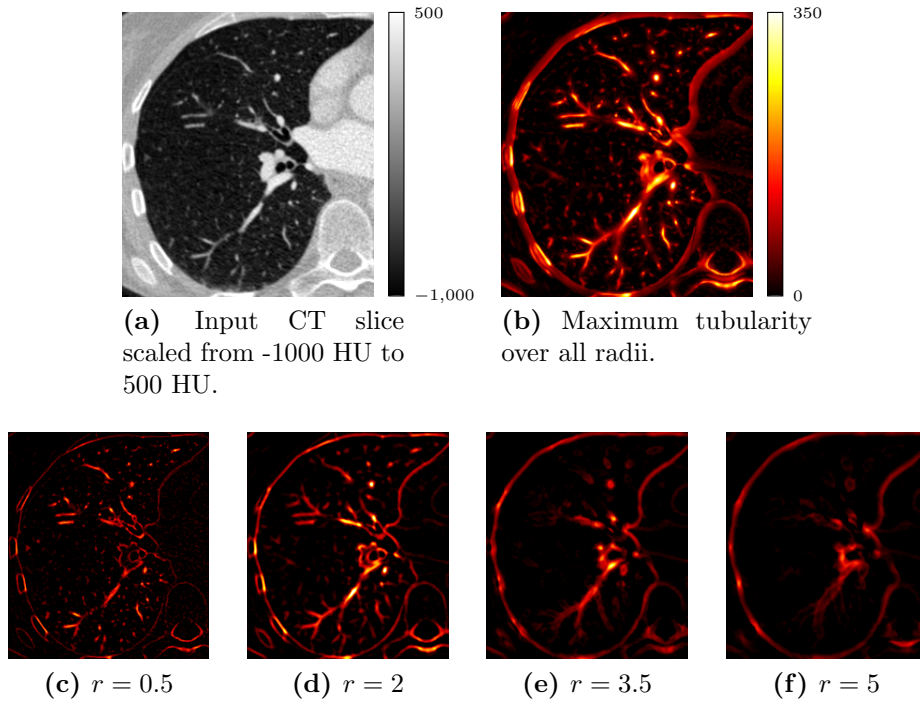 500
−1,000
350
0
(a) Input CT slice
scaled from -1000 HU to
500 HU.
(b) Maximum tubularity
over all radii.
(c) r = 0.5
(d) r = 2
(e) r = 3.5
(f) r = 5